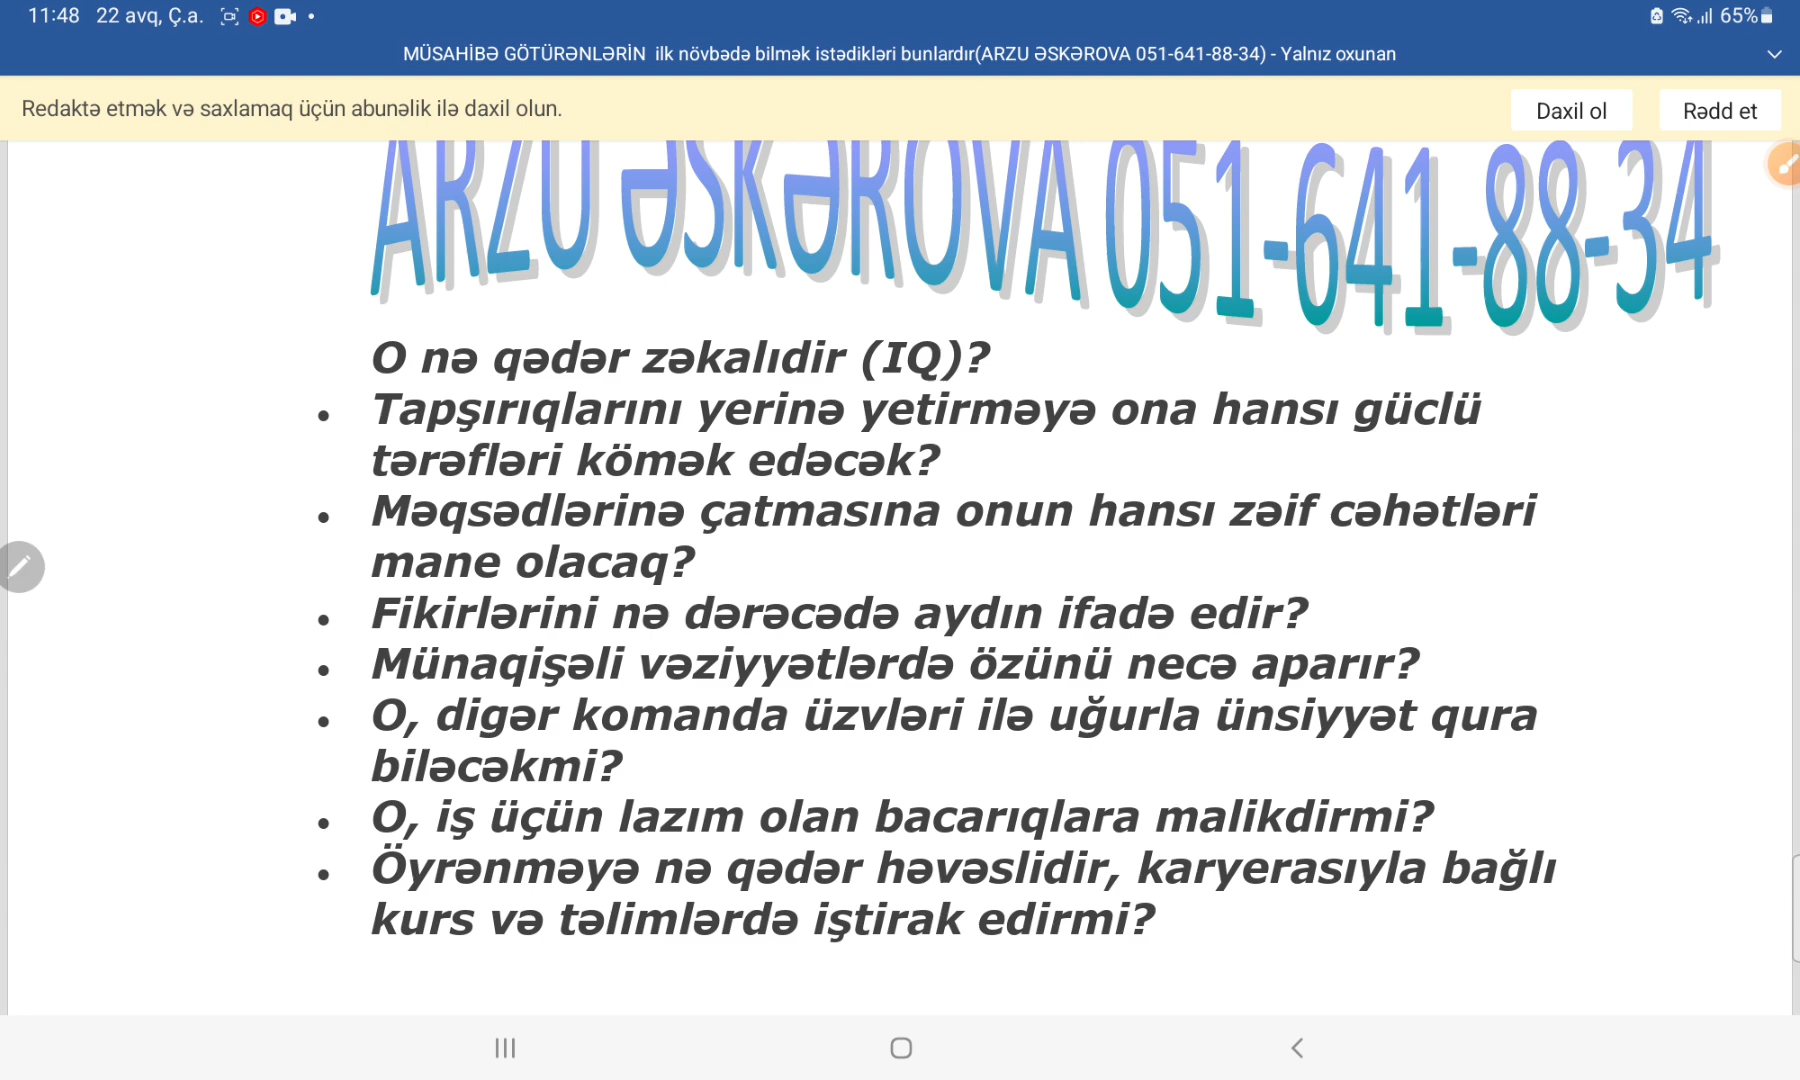 11:48 22 avq, Ç.a.
65%
MÜSAHİBƏ GÖTÜRƏNLƏRİN ilk növbədə bilmək istədikləri bunlardır(ARZU ƏSKƏROVA 051-641-88-34) - Yalnız oxunan
Redaktə etmək və saxlamaq üçün abunəlik ilə daxil olun.
Daxil ol
Rədd et
ARZU ƏSKƏROVA 051-641-88-34
O nə qədər zəkalıdir (IQ)?
• Tapşırıqlarını yerinə yetirməyə ona hansı güclü
tərəfləri kömək edəcək?
• Məqsədlərinə çatmasına onun hansı zəif cəhətləri
mane olacaq?
• Fikirlərini nə dərəcədə aydın ifadə edir?
• Münaqişəli vəziyyətlərdə özünü necə aparır?
• O, digər komanda üzvləri ilə uğurla ünsiyyət qura
biləcəkmi?
• O, iş üçün lazım olan bacarıqlara malikdirmi?
• Öyrənməyə nə qədər həvəslidir, karyerasıyla bağlı
kurs və təlimlərdə iştirak edirmi?